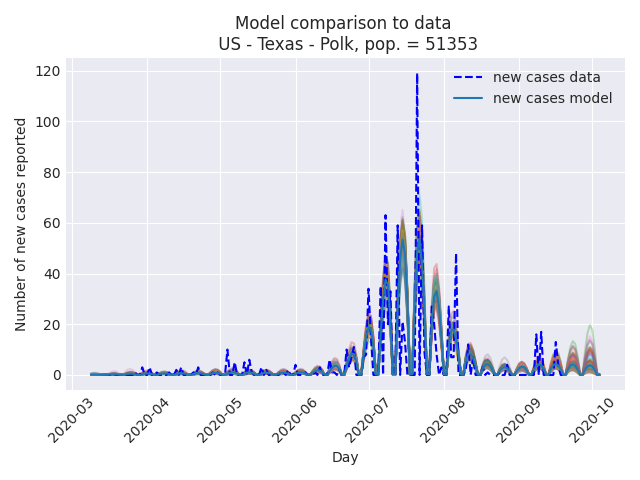 Model comparison to data
US - Texas - Polk, pop. = 51353
120
100
80
60
40
20
0
Number of new cases reported
new cases data
new cases model
2020-03
2020-04
2020-05
2020-06
2020-07
2020-08
2020-09
2020-10
Day